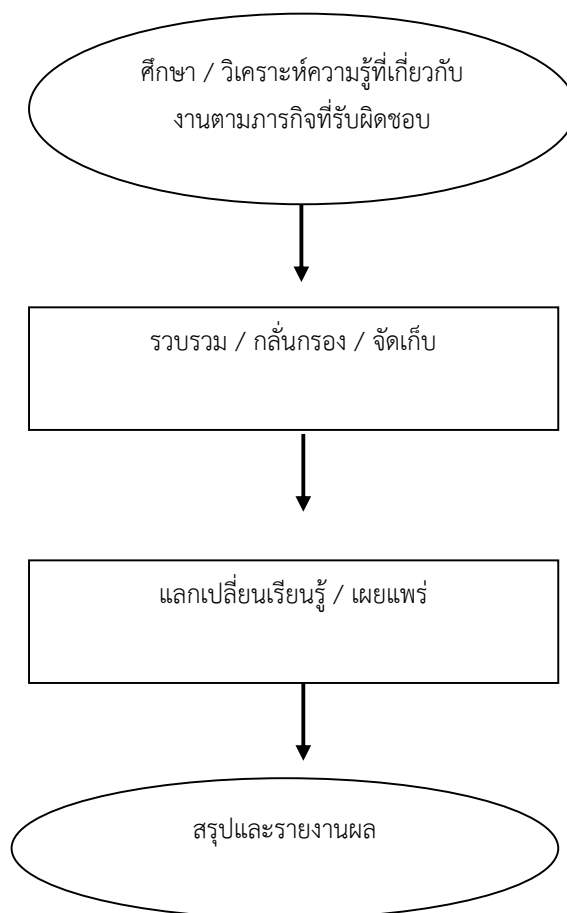 ศึกษา / วิเคราะห์ความรู้ที่เกี่ยวกับ
งานตามภารกิจที่รับผิดชอบ
รวบรวม / กลั่นกรอง / จัดเก็บ
แลกเปลี่ยนเรียนรู้ / เผยแพร่
สรุปและรายงานผล